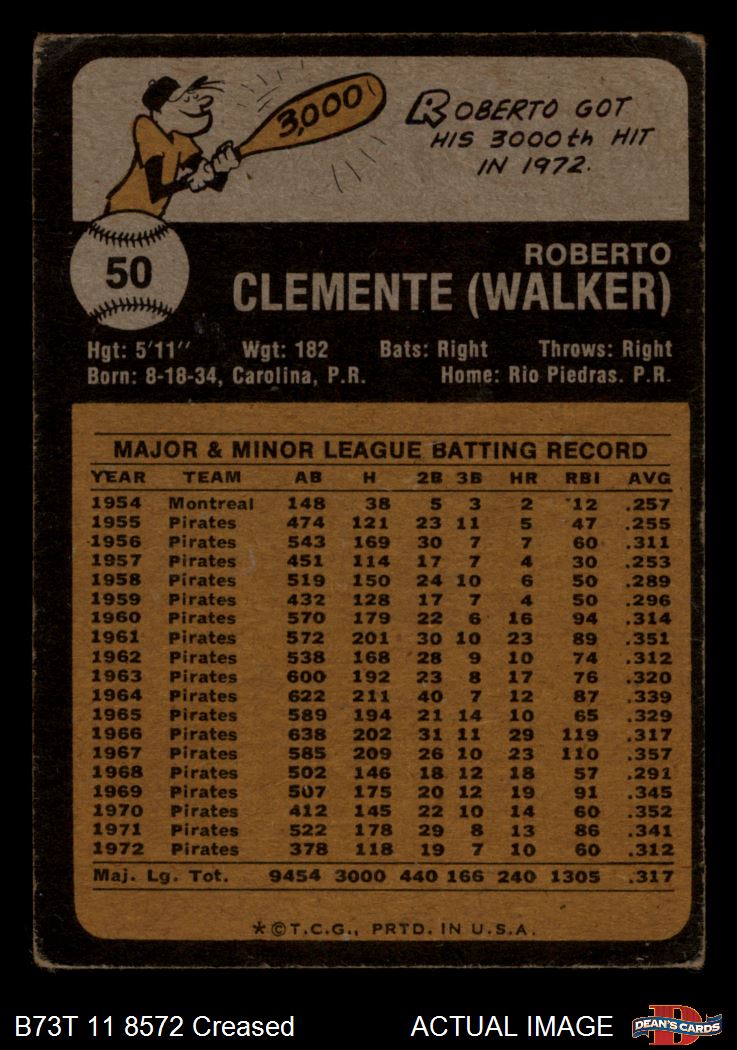 3,000
ROBERTO GOT
HIS 3000th HIT
IN 1972.
50
ROBERTO
CLEMENTE (WALKER)
Hgt: 5'11" Wgt: 182 Bats: Right Throws: Right
Born: 8-18-34, Carolina, P.R. Home: Rio Piedras. P.R.
MAJOR & MINOR LEAGUE BATTING RECORD
YEAR TEAM AB H 2B 3B HR RBI AVG
1954 Montreal 148 38 5 3 2 12 .257
1955 Pirates 474 121 23 11 5 47 .255
1956 Pirates 543 169 30 7 7 60 .311
1957 Pirates 451 114 17 7 4 30 .253
1958 Pirates 519 150 24 10 6 50 .289
1959 Pirates 432 128 17 7 4 50 .296
1960 Pirates 570 179 22 6 16 94 .314
1961 Pirates 572 201 30 10 23 89 .351
1962 Pirates 538 168 28 9 10 74 .312
1963 Pirates 600 192 23 8 17 76 .320
1964 Pirates 622 211 40 7 12 87 .339
1965 Pirates 589 194 21 14 10 65 .329
1966 Pirates 638 202 31 11 29 119 .317
1967 Pirates 585 209 26 10 23 110 .357
1968 Pirates 502 146 18 12 18 57 .291
1969 Pirates 507 175 20 12 19 91 .345
1970 Pirates 412 145 22 10 14 60 .352
1971 Pirates 522 178 29 8 13 86 .341
1972 Pirates 378 118 19 7 10 60 .312
Maj. Lg. Tot. 9454 3000 440 166 240 1305 .317
*©T.C.G., PRTD. IN U.S.A.
B73T 11 8572 Creased ACTUAL IMAGE
DEAN'S CARDS